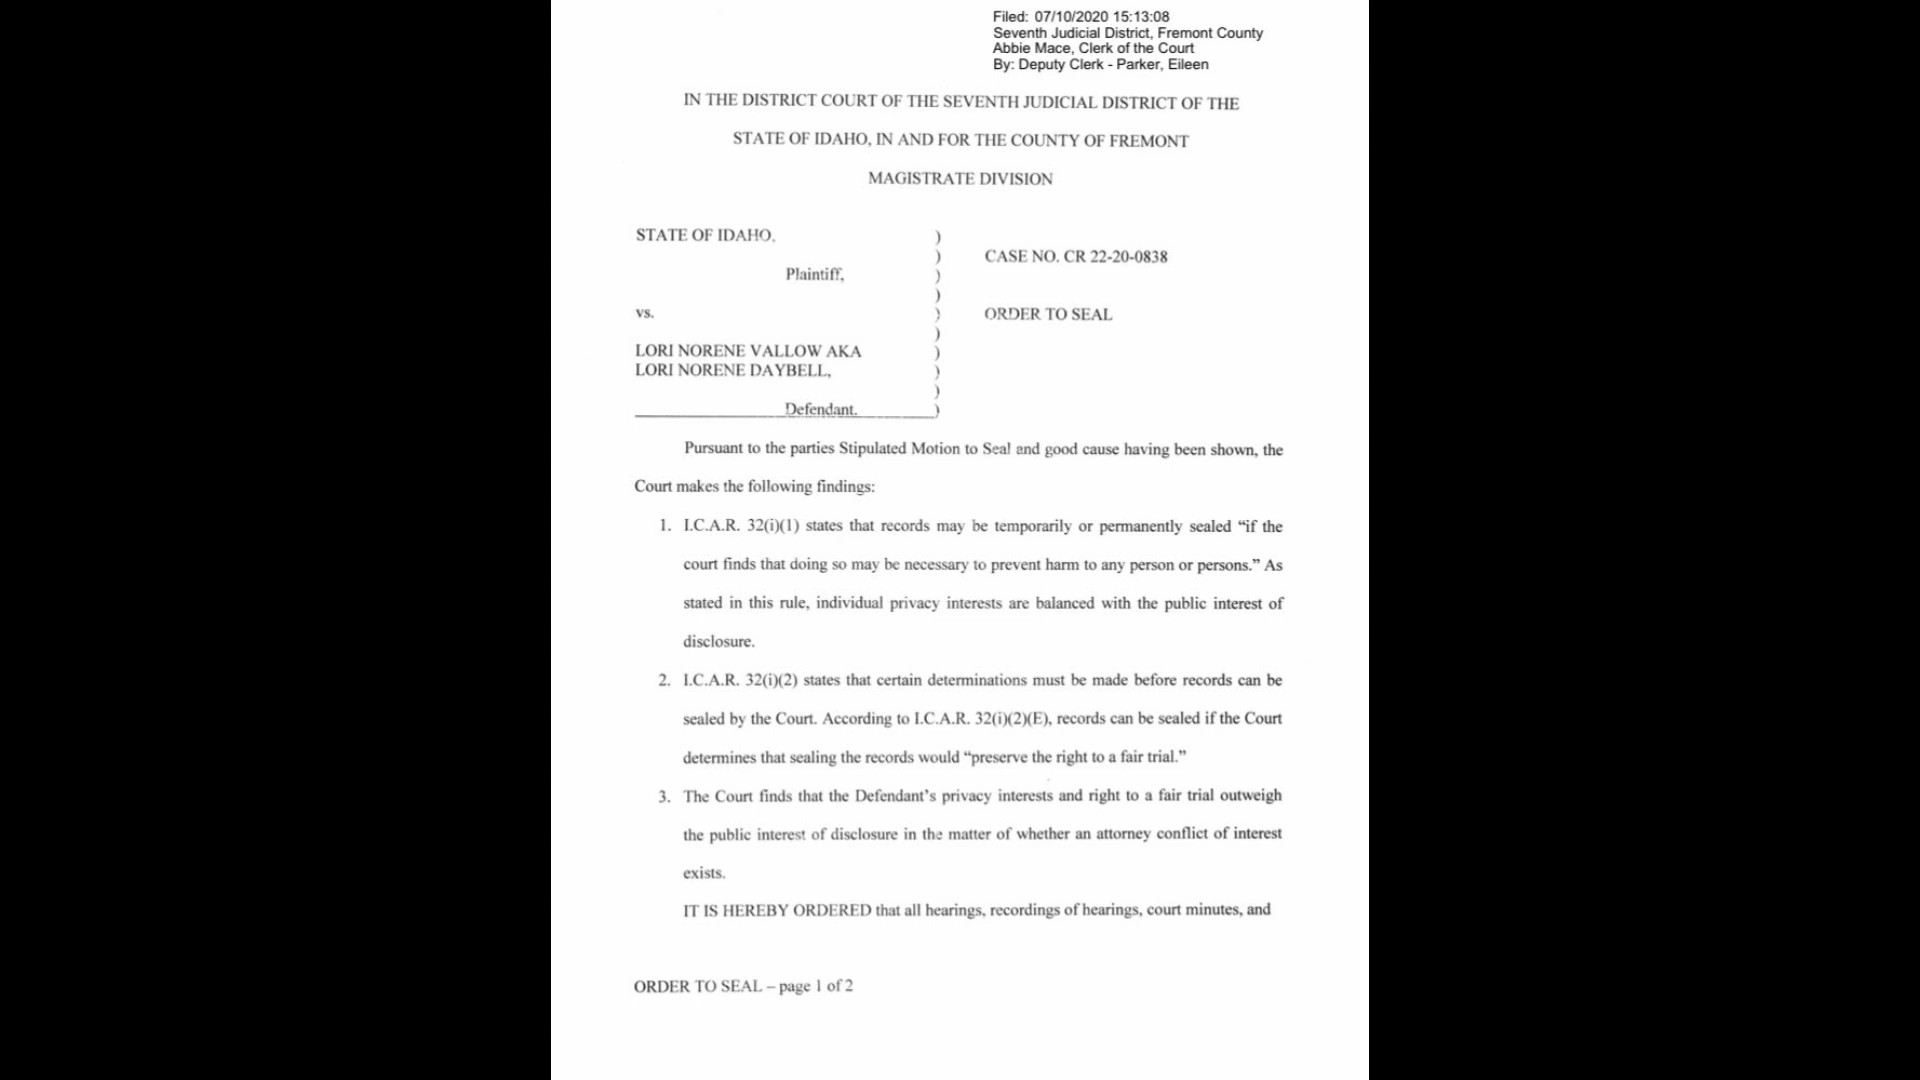 Filed: 07/10/2020 15:13:08
Seventh Judicial District, Fremont County
Abbie Mace, Clerk of the Court
By: Deputy Clerk - Parker, Eileen
IN THE DISTRICT COURT OF THE SEVENTH JUDICIAL DISTRICT OF THE
STATE OF IDAHO, IN AND FOR THE COUNTY OF FREMONT
MAGISTRATE DIVISION
STATE OF IDAHO,
Plaintiff,
vs.
LORI NORENE VALLOW AKA
LORI NORENE DAYBELL,
Defendant.
)
)
)
)
)
)
)
)
)
)
CASE NO. CR 22-20-0838
ORDER TO SEAL
Pursuant to the parties Stipulated Motion to Seal and good cause having been shown, the
Court makes the following findings:
1. I.C.A.R. 32(i)(1) states that records may be temporarily or permanently sealed “if the
court finds that doing so may be necessary to prevent harm to any person or persons.” As
stated in this rule, individual privacy interests are balanced with the public interest of
disclosure.
2. I.C.A.R. 32(i)(2) states that certain determinations must be made before records can be
sealed by the Court. According to I.C.A.R. 32(i)(2)(E), records can be sealed if the Court
determines that sealing the records would “preserve the right to a fair trial.”
3. The Court finds that the Defendant’s privacy interests and right to a fair trial outweigh
the public interest of disclosure in the matter of whether an attorney conflict of interest
exists.
IT IS HEREBY ORDERED that all hearings, recordings of hearings, court minutes, and
ORDER TO SEAL – page 1 of 2